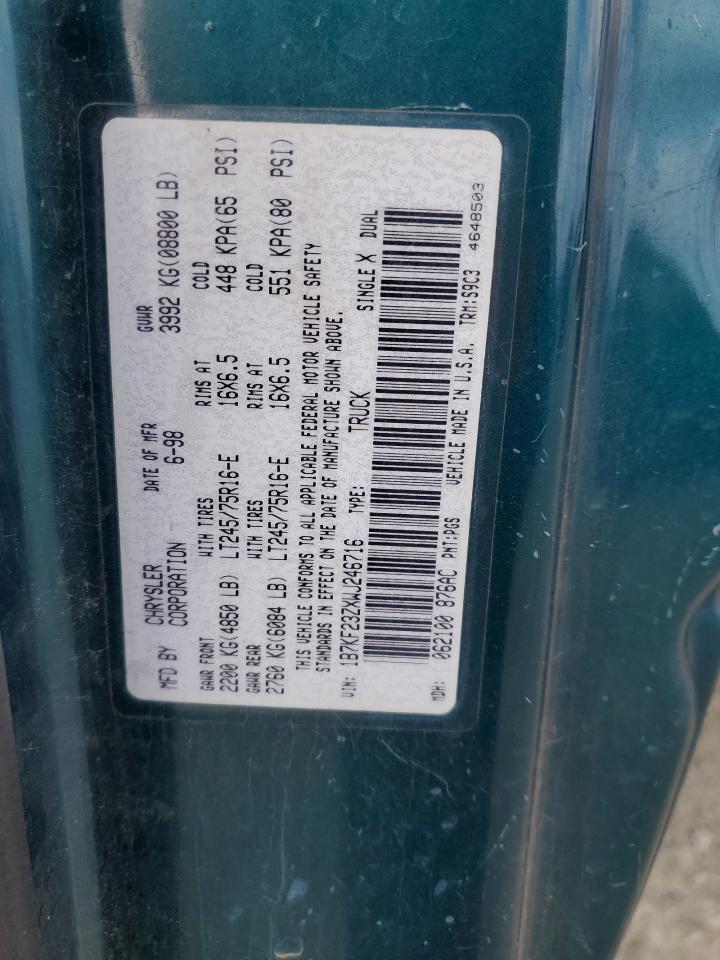 MFD BY CHRYSLER CORPORATION DATE OF MFR 6-98 GVWR 3992 KG(08800 LB)
GAWR FRONT WITH TIRES RIMS AT COLD
2200 KG(4850 LB) LT245/75R16-E 16X6.5 448 KPA(65 PSI)
GAWR REAR WITH TIRES RIMS AT COLD
2760 KG(6084 LB) LT245/75R16-E 16X6.5 551 KPA(80 PSI)
THIS VEHICLE CONFORMS TO ALL APPLICABLE FEDERAL MOTOR VEHICLE SAFETY
STANDARDS IN EFFECT ON THE DATE OF MANUFACTURE SHOWN ABOVE.
VIN: 1B7KF23ZXWJ246716 TYPE: TRUCK SINGLE X DUAL
MDH: 062100 876AC PNT:PGS VEHICLE MADE IN U.S.A. TRM:S9C3
4648503